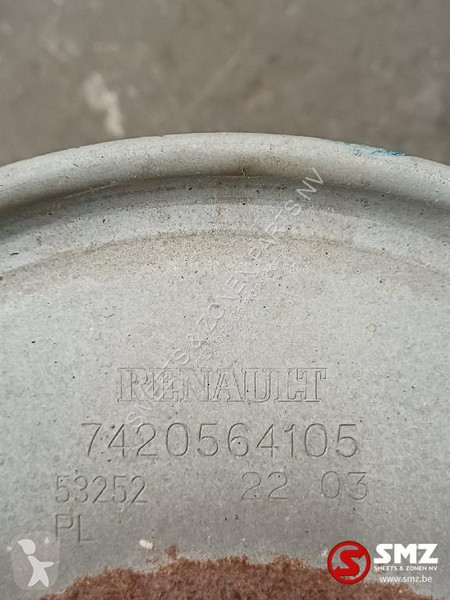 RENAULT
7420564105
53252 22 03
PL
SMEETS & ZONEN PARTS NV
SMZ
SMEETS & ZONEN NV
www.smz.be